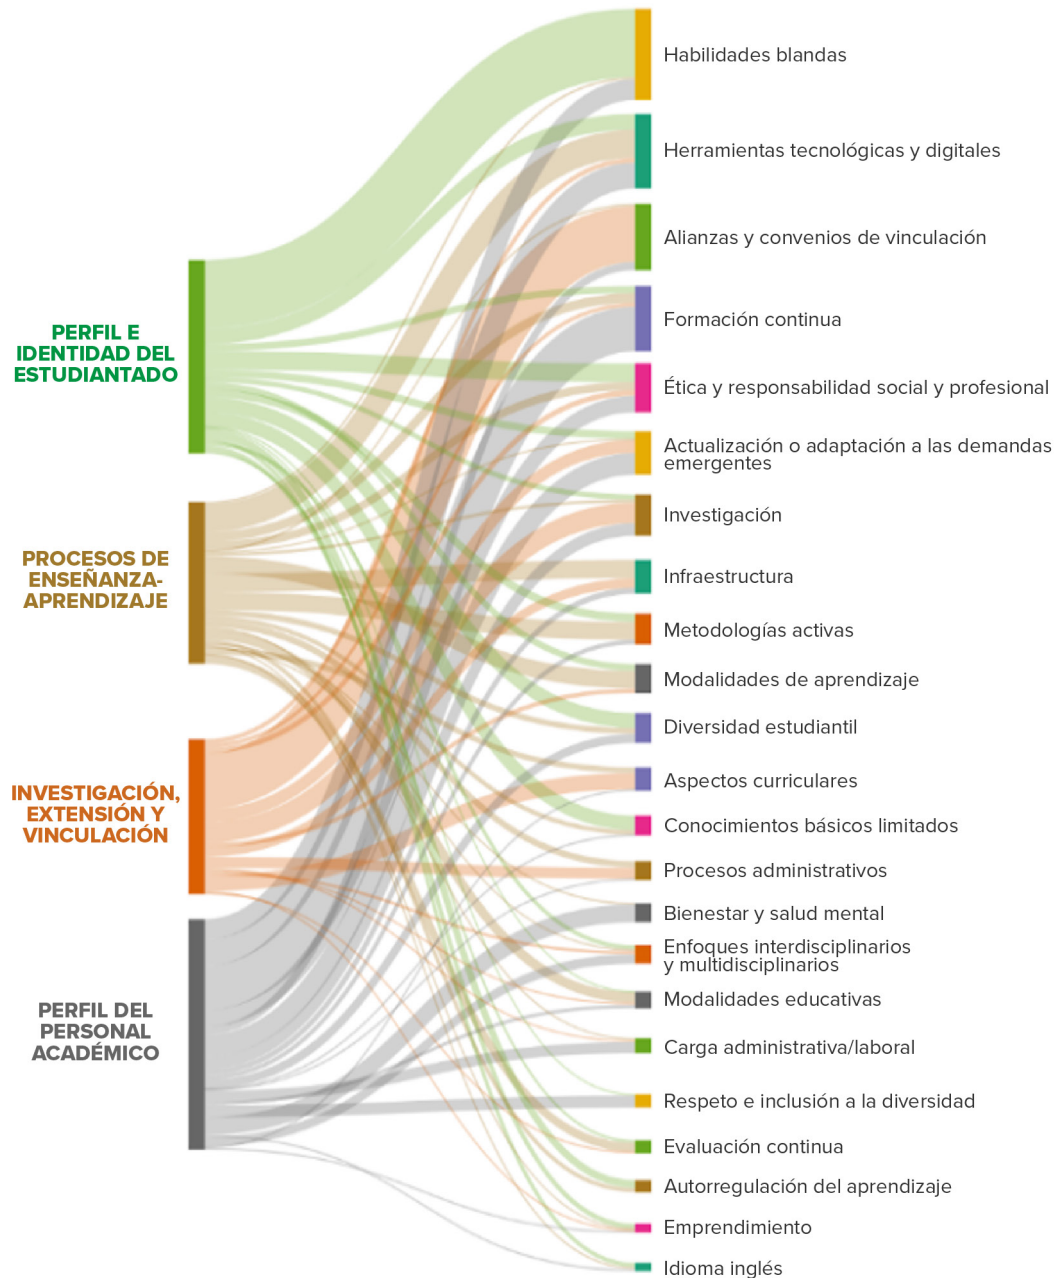 PERFIL E
IDENTIDAD DEL
ESTUDIANTADO
PROCESOS DE
ENSEÑANZA-
APRENDIZAJE
INVESTIGACIÓN,
EXTENSIÓN Y
VINCULACIÓN
PERFIL DEL
PERSONAL
ACADÉMICO
Habilidades blandas
Herramientas tecnológicas y digitales
Alianzas y convenios de vinculación
Formación continua
Ética y responsabilidad social y profesional
Actualización o adaptación a las demandas
emergentes
Investigación
Infraestructura
Metodologías activas
Modalidades de aprendizaje
Diversidad estudiantil
Aspectos curriculares
Conocimientos básicos limitados
Procesos administrativos
Bienestar y salud mental
Enfoques interdisciplinarios
y multidisciplinarios
Modalidades educativas
Carga administrativa/laboral
Respeto e inclusión a la diversidad
Evaluación continua
Autorregulación del aprendizaje
Emprendimiento
Idioma inglés